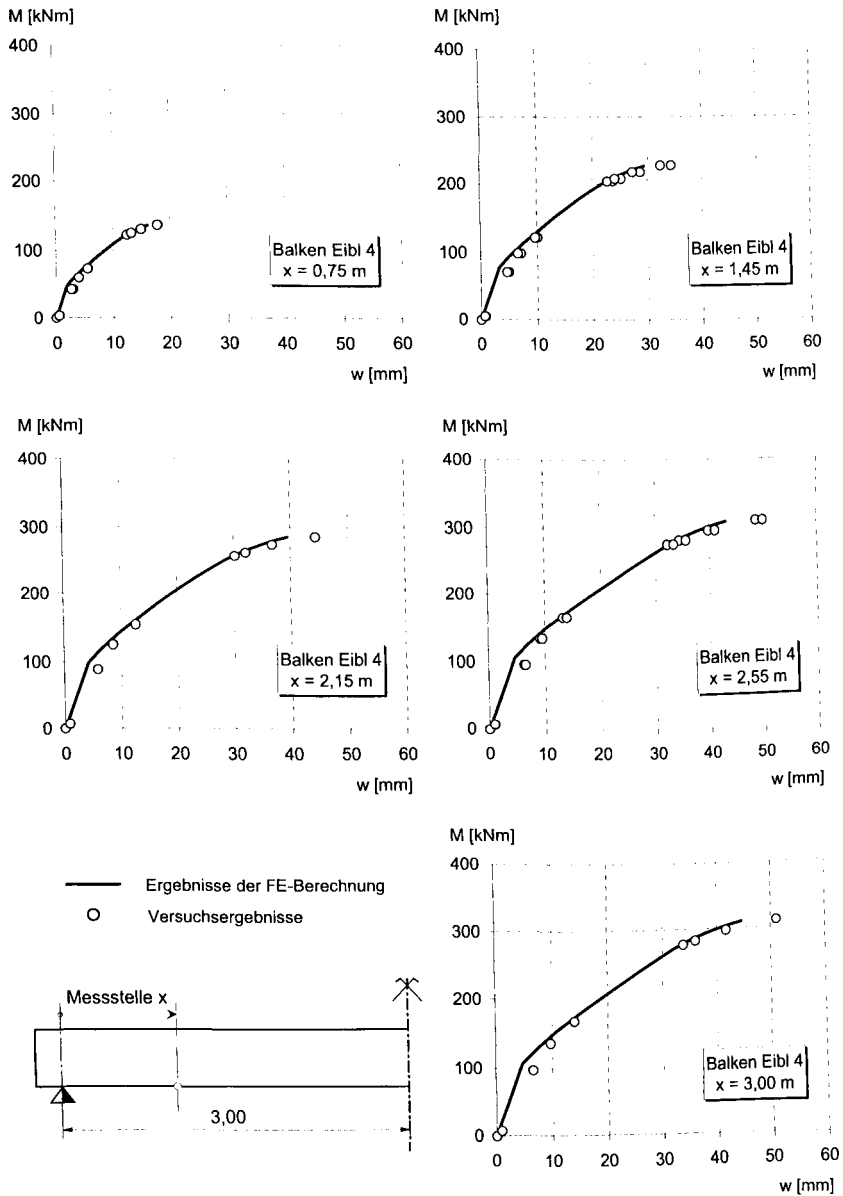 M [kNm]
400
300
200
100
0
0 10 20 30 40 50 60
w [mm]
Balken Eibl 4
x = 0,75 m
M [kNm]
400
300
200
100
0
0 10 20 30 40 50 60
w [mm]
Balken Eibl 4
x = 1,45 m
M [kNm]
400
300
200
100
0
0 10 20 30 40 50 60
w [mm]
Balken Eibl 4
x = 2,15 m
M [kNm]
400
300
200
100
0
0 10 20 30 40 50 60
w [mm]
Balken Eibl 4
x = 2,55 m
Ergebnisse der FE-Berechnung
Versuchsergebnisse
Messstelle x
3,00
M [kNm]
400
300
200
100
0
0 10 20 30 40 50 60
w [mm]
Balken Eibl 4
x = 3,00 m